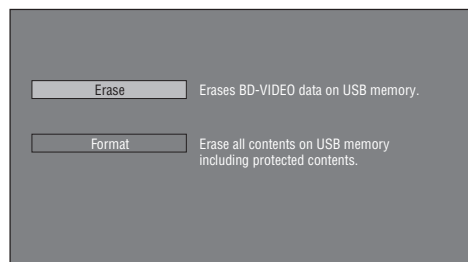 Erase
Erases BD-VIDEO data on USB memory.
Format
Erase all contents on USB memory
including protected contents.